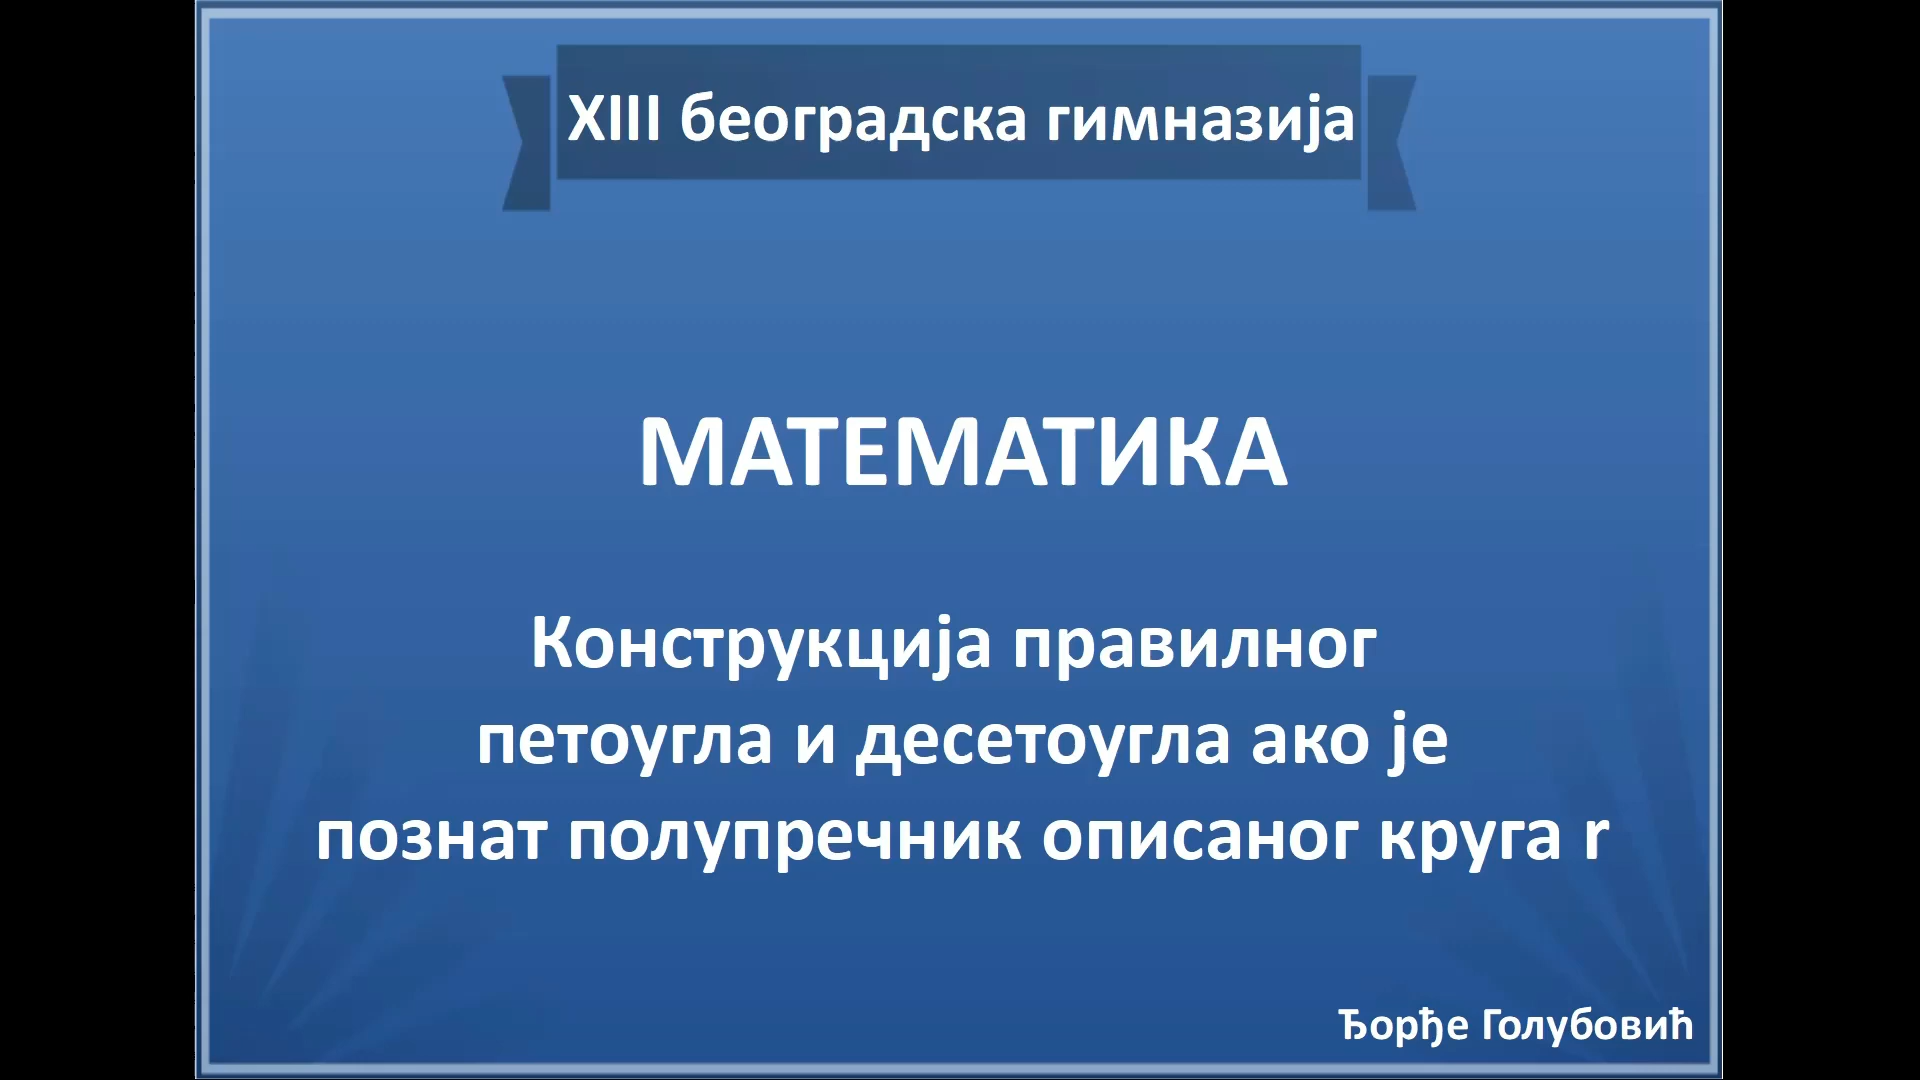 XIII београдска гимназија
МАТЕМАТИКА
Конструкција правилног
петоугла и десетоугла ако је
познат полупречник описаног круга r
Ђорђе Голубовић